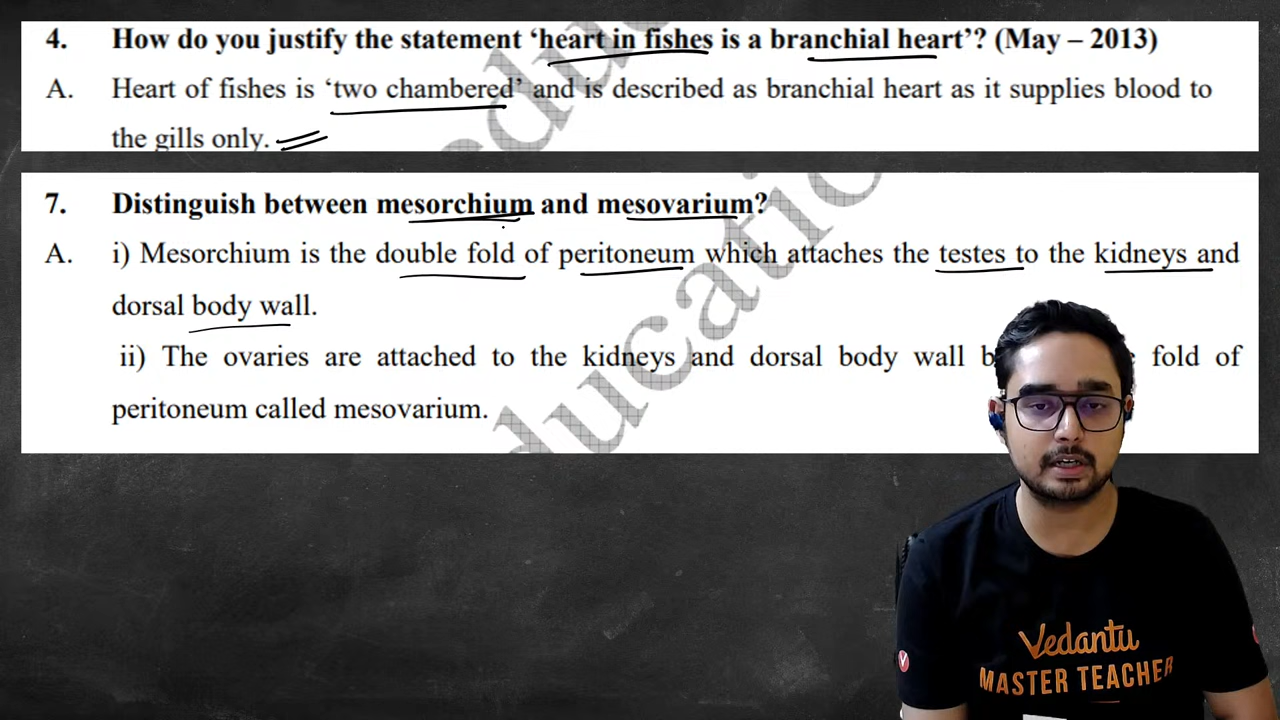 4. How do you justify the statement ‘heart in fishes is a branchial heart’? (May – 2013)
A. Heart of fishes is ‘two chambered’ and is described as branchial heart as it supplies blood to
the gills only.
7. Distinguish between mesorchium and mesovarium?
A. i) Mesorchium is the double fold of peritoneum which attaches the testes to the kidneys and
dorsal body wall.
ii) The ovaries are attached to the kidneys and dorsal body wall fold of
peritoneum called mesovarium.
Vedantu
MASTER TEACHER